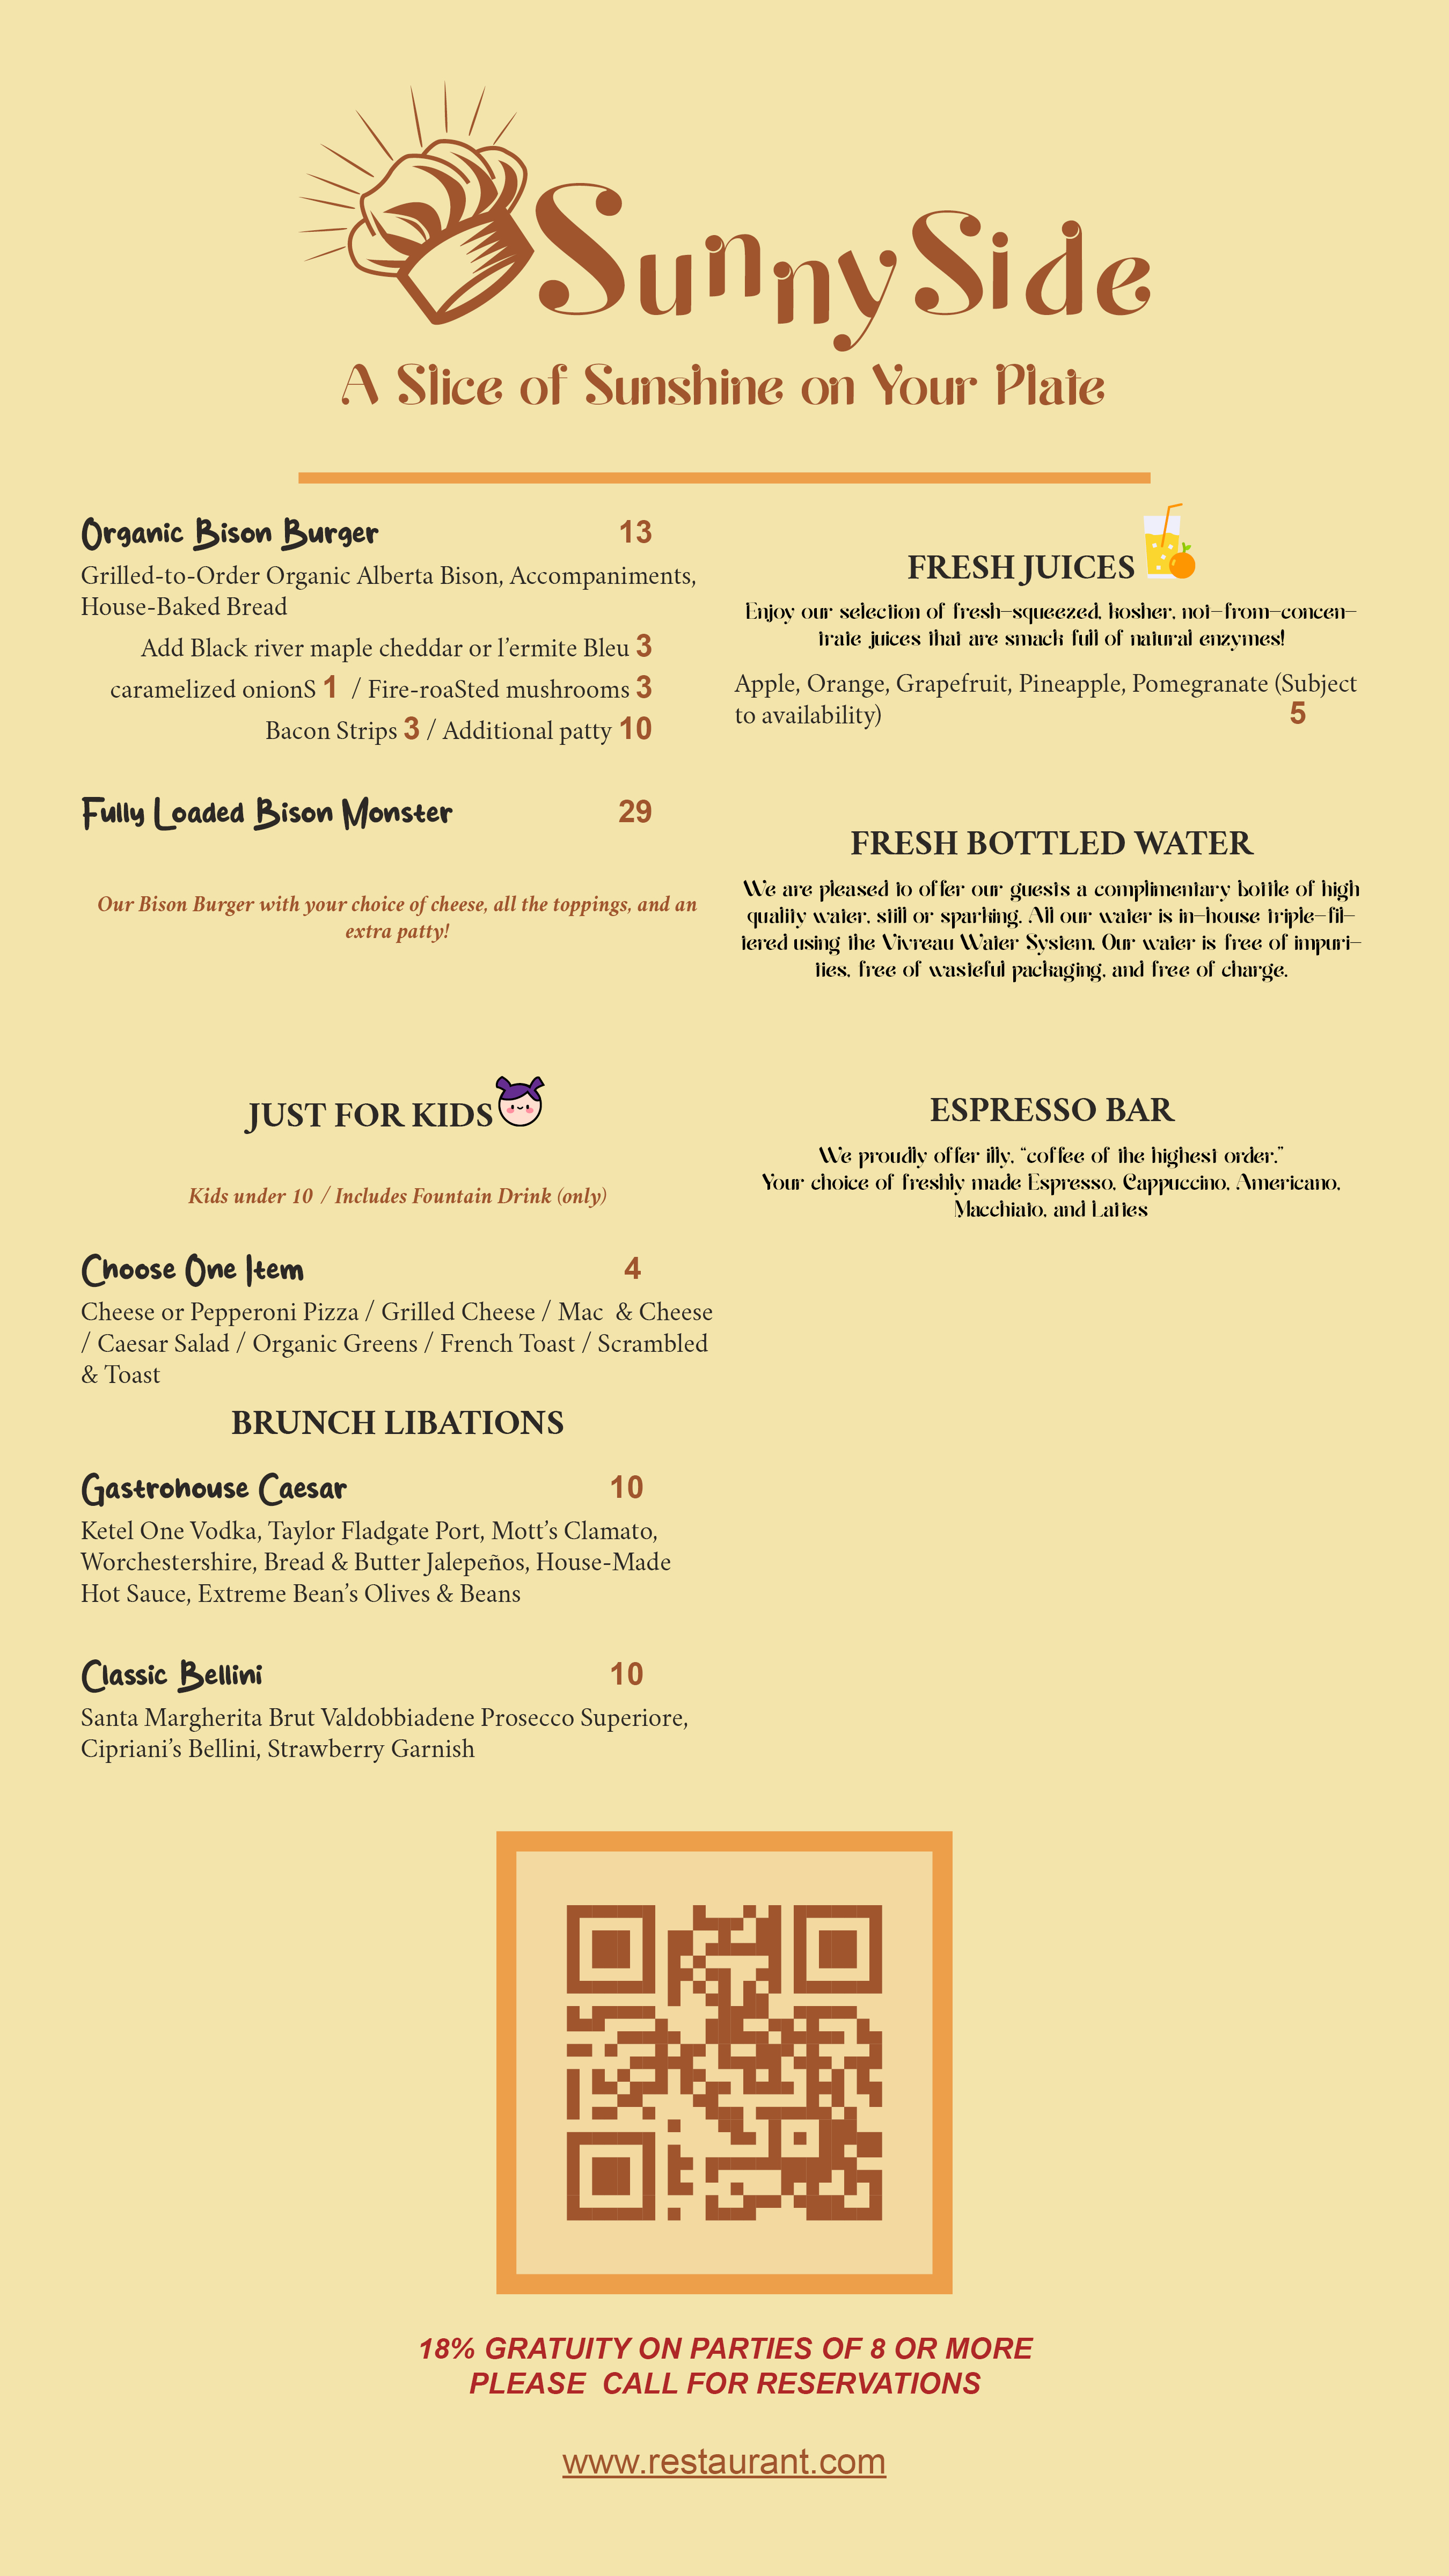 SunnySide
A Slice of Sunshine on Your Plate
Organic Bison Burger 13
Grilled-to-Order Organic Alberta Bison, Accompaniments,
House-Baked Bread
Add Black river maple cheddar or l’ermite Bleu 3
caramelized onionS 1 / Fire-roaSted mushrooms 3
Bacon Strips 3 / Additional patty 10
Fully Loaded Bison Monster 29
Our Bison Burger with your choice of cheese, all the toppings, and an
extra patty!
JUST FOR KIDS
Kids under 10 / Includes Fountain Drink (only)
Choose One Item 4
Cheese or Pepperoni Pizza / Grilled Cheese / Mac & Cheese
/ Caesar Salad / Organic Greens / French Toast / Scrambled
& Toast
BRUNCH LIBATIONS
Gastrohouse Caesar 10
Ketel One Vodka, Taylor Fladgate Port, Mott’s Clamato,
Worchestershire, Bread & Butter Jalepeños, House-Made
Hot Sauce, Extreme Bean’s Olives & Beans
Classic Bellini 10
Santa Margherita Brut Valdobbiadene Prosecco Superiore,
Cipriani’s Bellini, Strawberry Garnish
FRESH JUICES
Enjoy our selection of fresh-squeezed, kosher, not-from-concen-
trate juices that are smack full of natural enzymes!
Apple, Orange, Grapefruit, Pineapple, Pomegranate (Subject
to availability) 5
FRESH BOTTLED WATER
We are pleased to offer our guests a complimentary bottle of high
quality water, still or sparking. All our water is in-house triple-fil-
tered using the Vivreau Water System. Our water is free of impuri-
ties, free of wasteful packaging, and free of charge.
ESPRESSO BAR
We proudly offer illy, “coffee of the highest order.”
Your choice of freshly made Espresso, Cappuccino, Americano,
Macchiato, and Lattes
18% GRATUITY ON PARTIES OF 8 OR MORE
PLEASE CALL FOR RESERVATIONS
www.restaurant.com